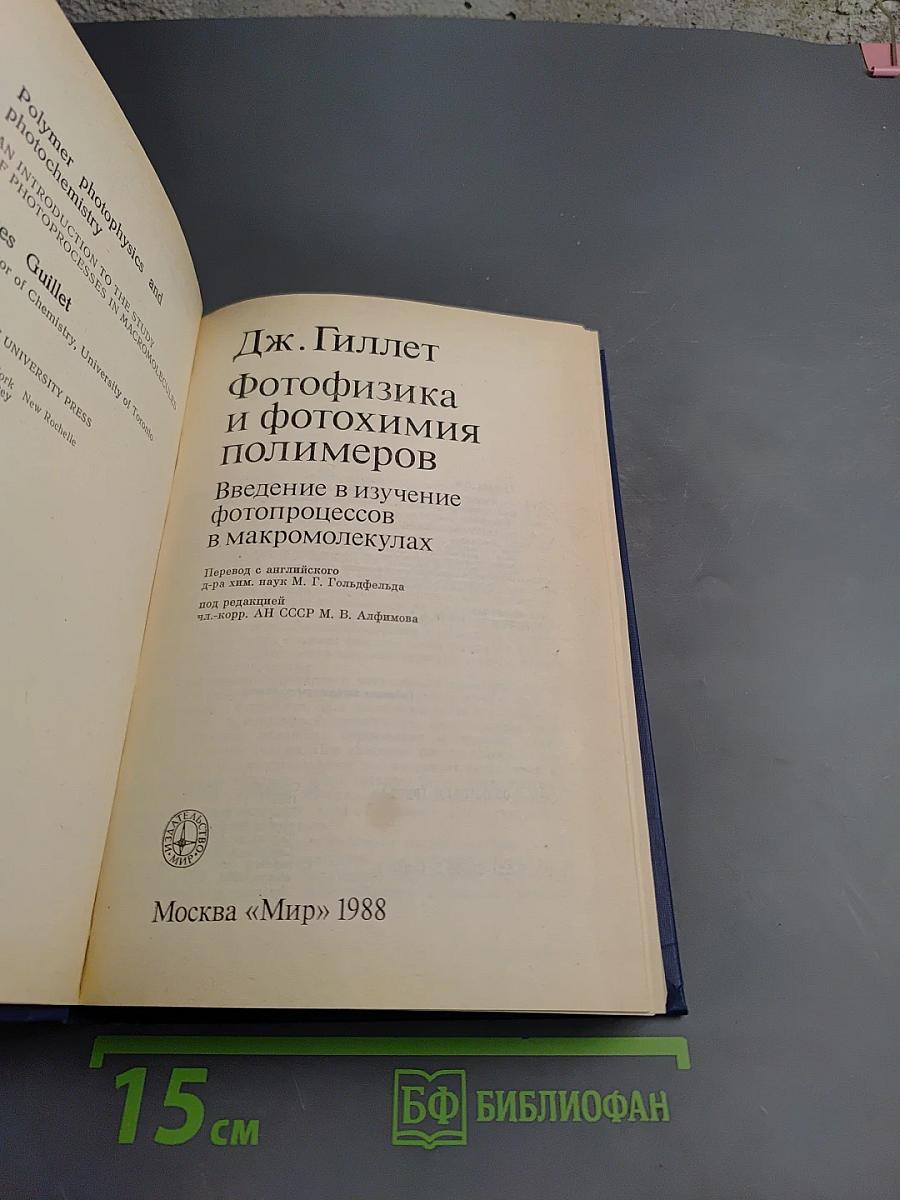 Polymer photophysics and
photochemistry
AN INTRODUCTION TO THE STUDY
OF PHOTOPROCESSES IN MACROMOLECULES
Guillet
of Chemistry, University of Toronto
UNIVERSITY PRESS
New Rochelle
Дж. Гиллет
Фотофизика
и фотохимия
полимеров
Введение в изучение
фотопроцессов
в макромолекулах
Перевод с английского
д-ра хим. наук М. Г. Гольдфельда
под редакцией
чл.-корр. АН СССР М. В. Алфимова
ИЗДАТЕЛЬСТВО
МИР
Москва «Мир» 1988
15 см
БФ БИБЛИОФАН